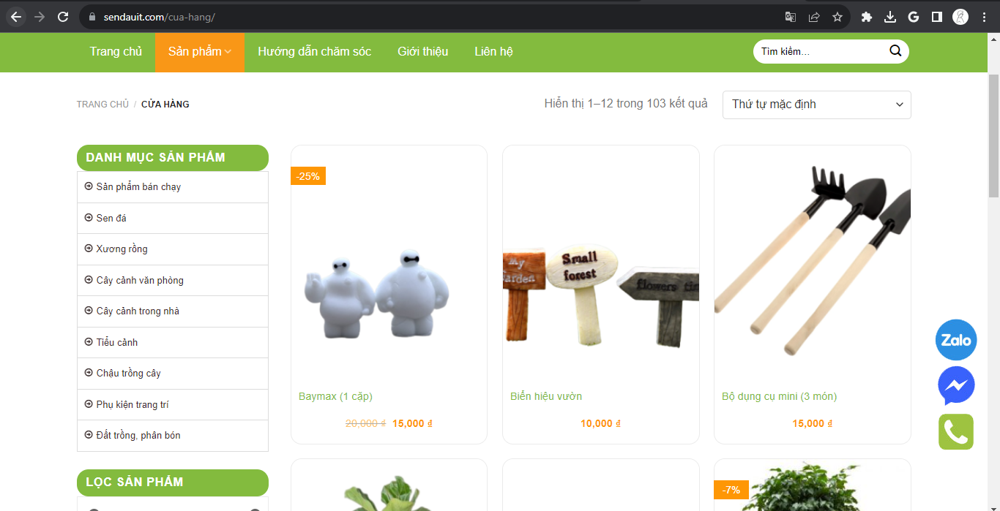 sendauit.com/cua-hang/
Trang chủ
Sản phẩm
Hướng dẫn chăm sóc
Giới thiệu
Liên hệ
Tìm kiếm...
TRANG CHỦ / CỬA HÀNG
Hiển thị 1–12 trong 103 kết quả
Thứ tự mặc định
DANH MỤC SẢN PHẨM
Sản phẩm bán chạy
Sen đá
Xương rồng
Cây cảnh văn phòng
Cây cảnh trong nhà
Tiểu cảnh
Chậu trồng cây
Phụ kiện trang trí
Đất trồng, phân bón
LỌC SẢN PHẨM
-25%
Baymax (1 cặp)
20,000 ₫ 15,000 ₫
My
Small
forest
flowers
Biển hiệu vườn
10,000 ₫
Bộ dụng cụ mini (3 món)
15,000 ₫
-7%
Zalo